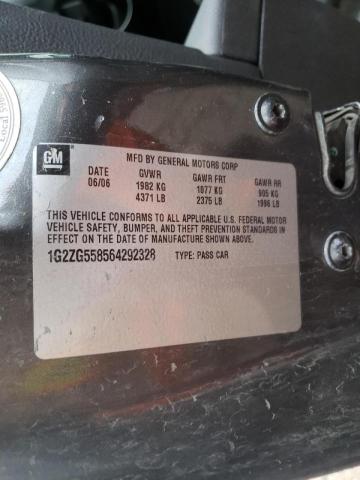 GM
MFD BY GENERAL MOTORS CORP
DATE GVWR GAWR FRT GAWR RR
06/06 1982 KG 1077 KG 905 KG
4371 LB 2375 LB 1996 LB
THIS VEHICLE CONFORMS TO ALL APPLICABLE U.S. FEDERAL MOTOR
VEHICLE SAFETY, BUMPER, AND THEFT PREVENTION STANDARDS
IN EFFECT ON THE DATE OF MANUFACTURE SHOWN ABOVE.
1G2ZG558564292328 TYPE: PASS CAR
Local